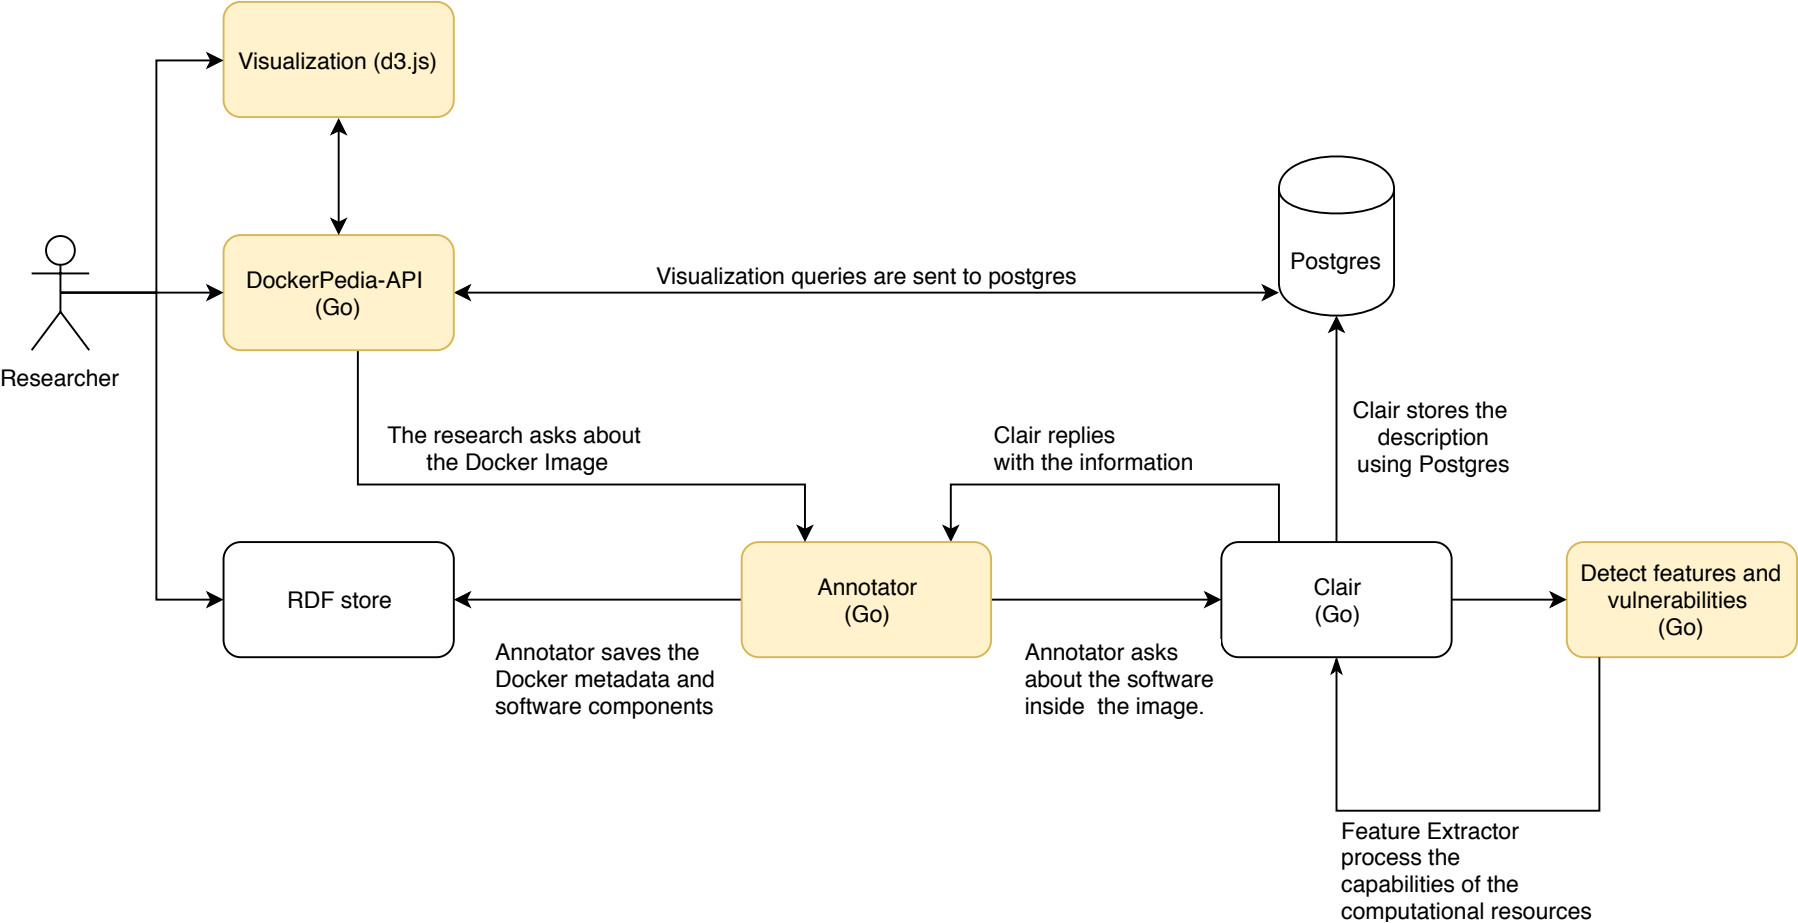 Visualization (d3.js)
DockerPedia-API
(Go)
Visualization queries are sent to postgres
Postgres
Researcher
The research asks about
the Docker Image
Clair replies
with the information
Clair stores the
description
using Postgres
RDF store
Annotator
(Go)
Clair
(Go)
Detect features and
vulnerabilities
(Go)
Annotator saves the
Docker metadata and
software components
Annotator asks
about the software
inside  the image.
Feature Extractor
process the
capabilities of the
computational resources